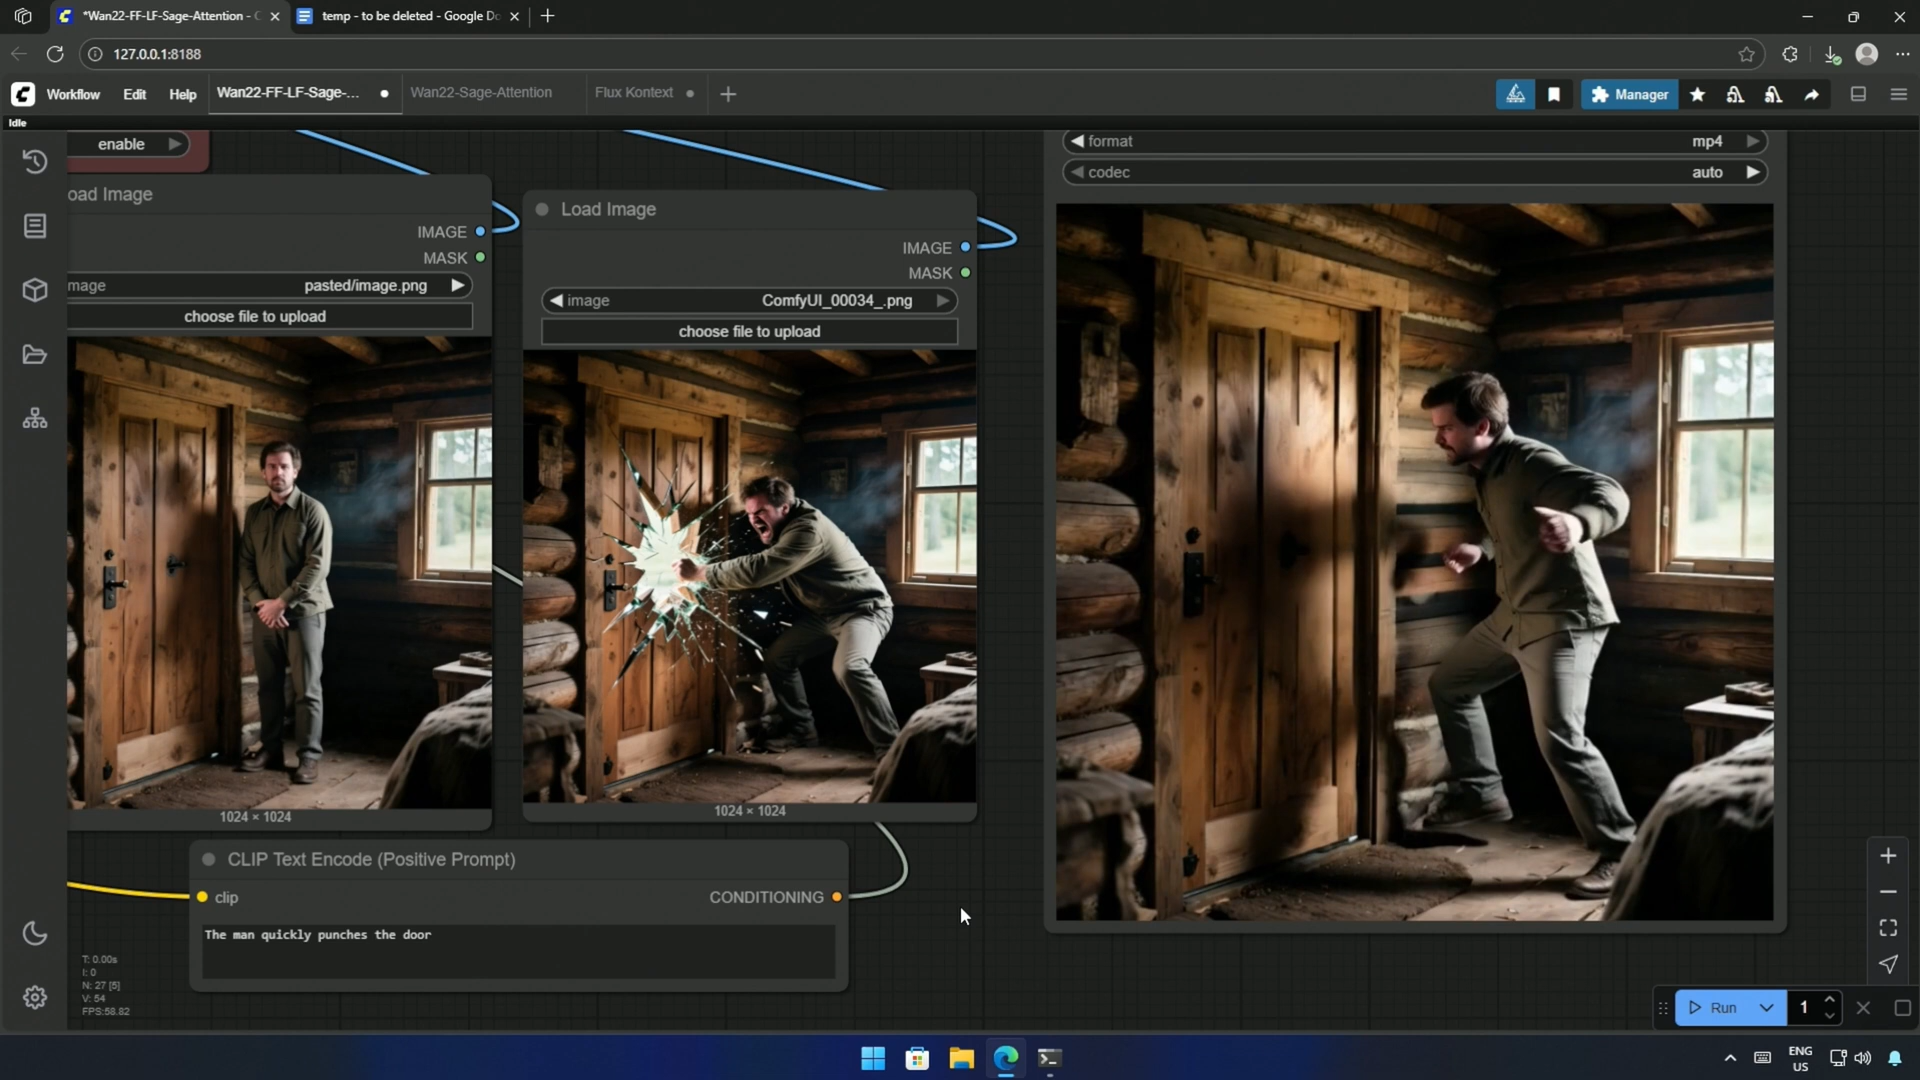 *Wan22-FF-LF-Sage-Attention - C
temp - to be deleted - Google Do
127.0.0.1:8188
Workflow
Edit
Help
Wan22-FF-LF-Sage-...
Wan22-Sage-Attention
Flux Kontext
Manager
Idle
enable
format
mp4
codec
auto
oad Image
IMAGE
MASK
mage
pasted/image.png
choose file to upload
1024 × 1024
Load Image
IMAGE
MASK
image
ComfyUI_00034_.png
choose file to upload
1024 × 1024
CLIP Text Encode (Positive Prompt)
clip
CONDITIONING
The man quickly punches the door
T: 0.00s
I: 0
N: 27 [5]
V: 54
FPS:58.82
Run
1
ENG
US